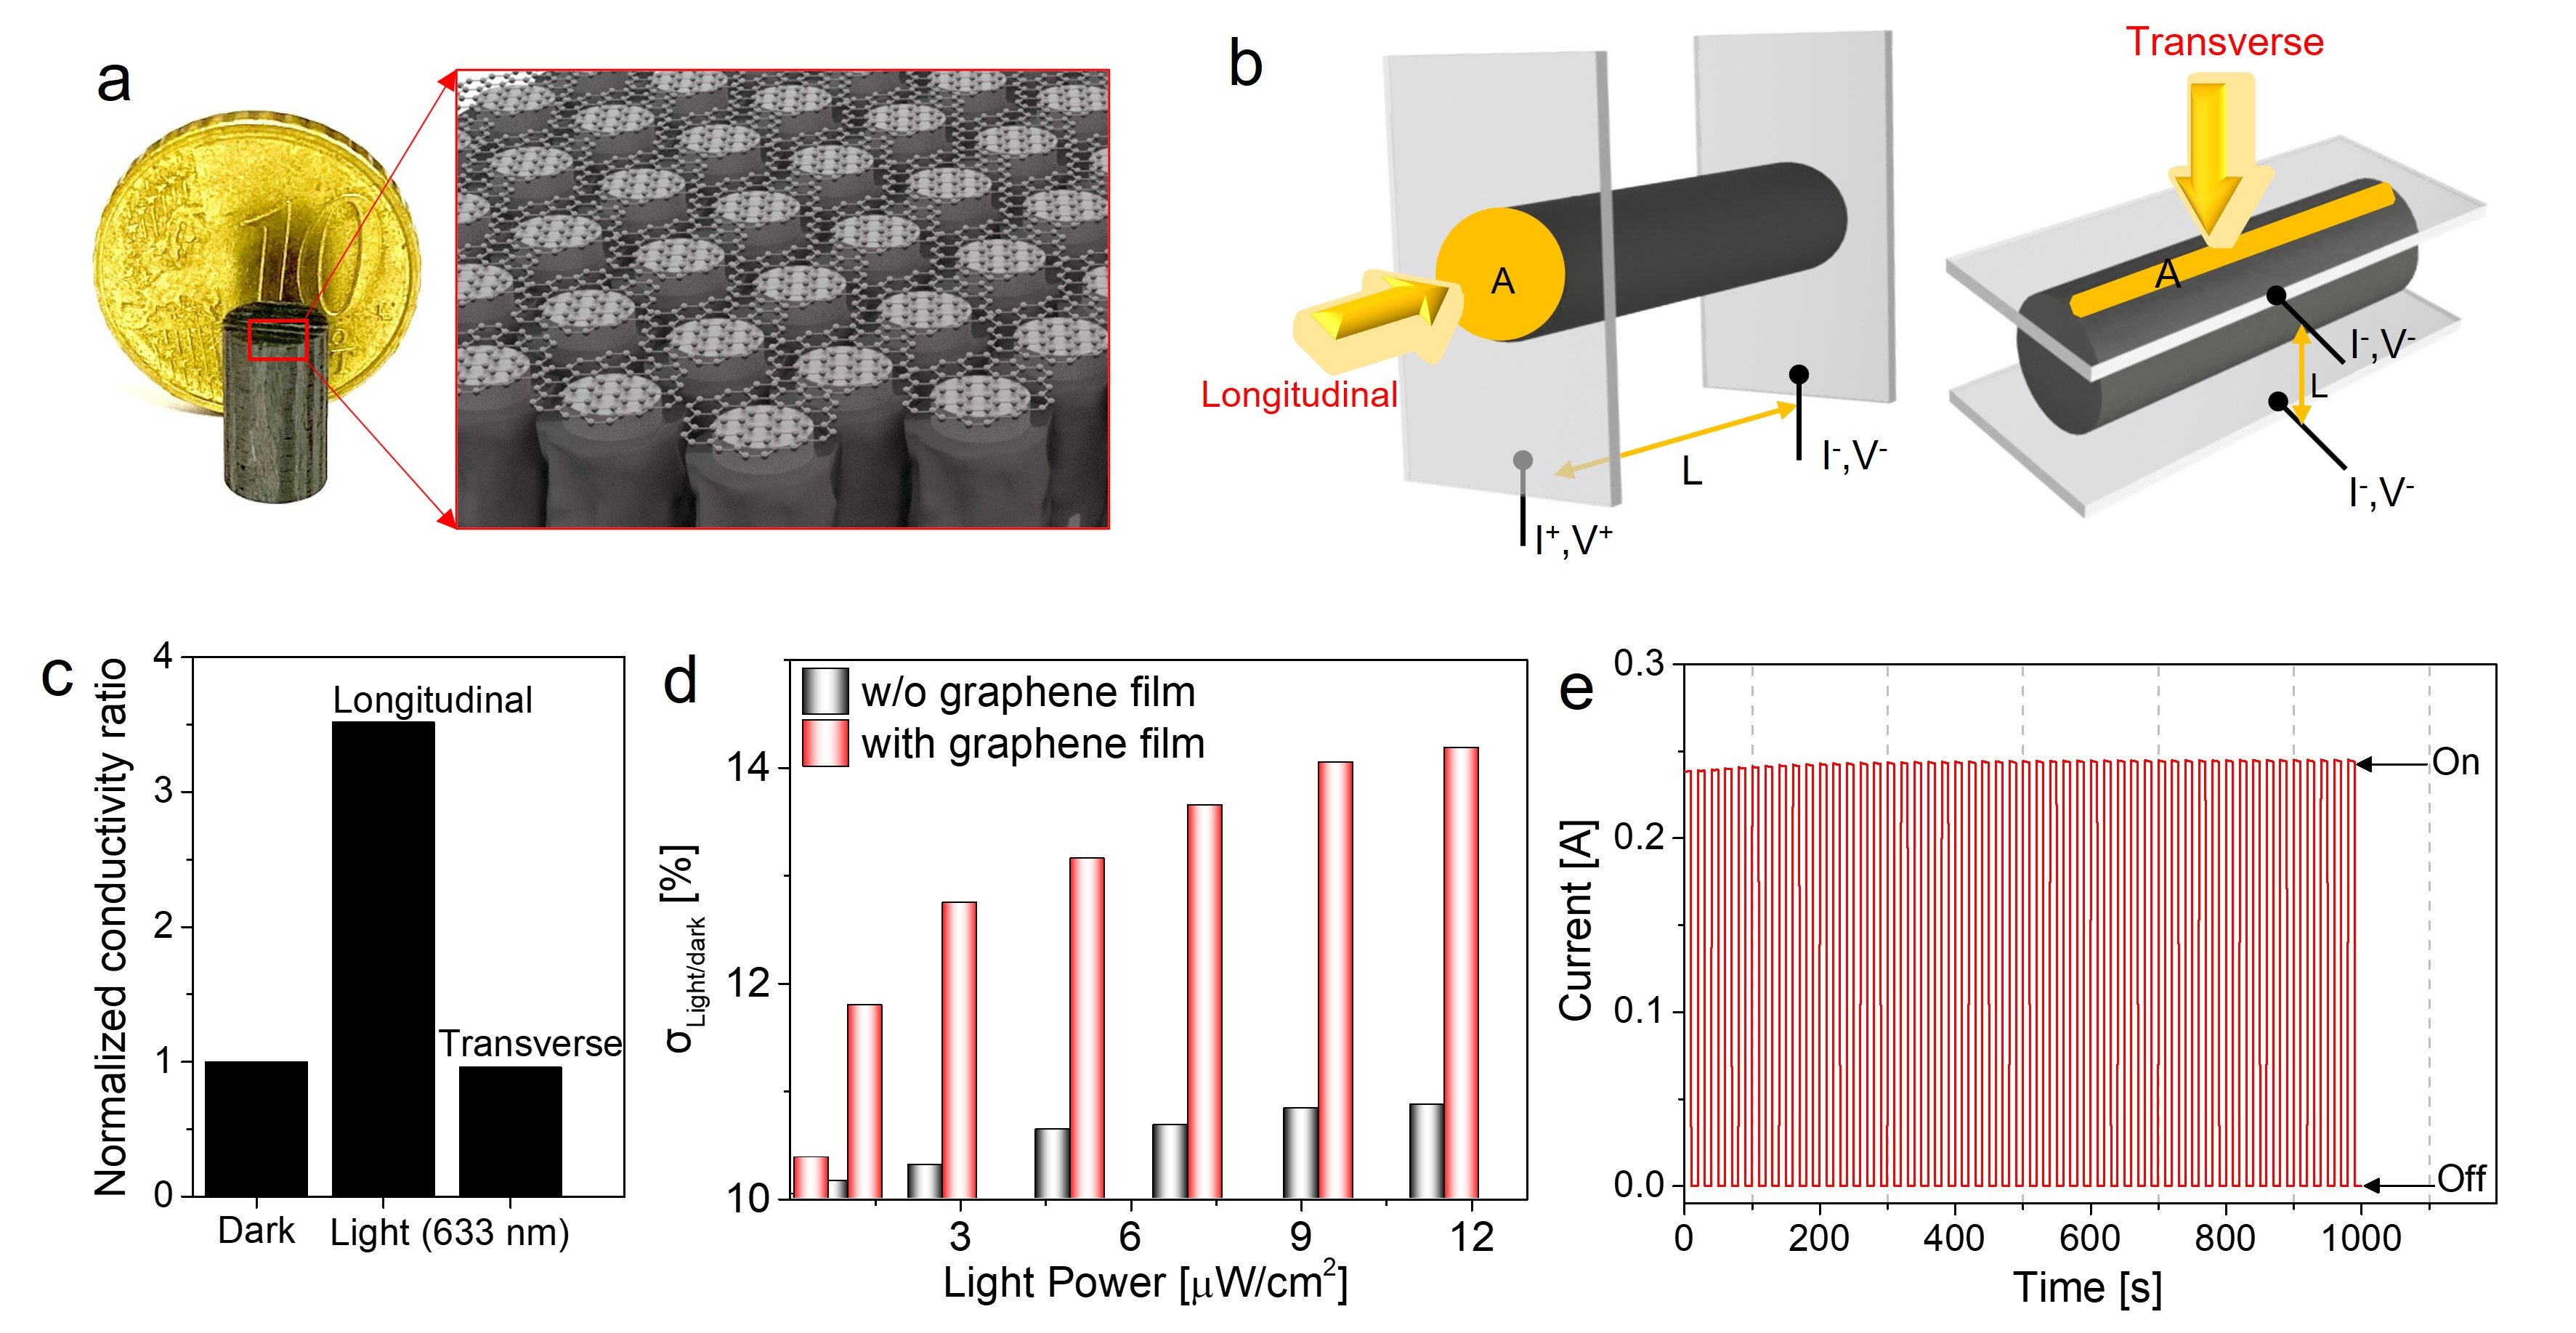 a
10
b
Transverse
A
Longitudinal
L
I⁻,V⁻
I⁺,V⁺
A
I⁻,V⁻
L
I⁻,V⁻
c
Normalized conductivity ratio
4
3
2
1
0
Longitudinal
Transverse
Dark
Light (633 nm)
d
w/o graphene film
with graphene film
σLight/dark [%]
14
12
10
3
6
9
12
Light Power [μW/cm²]
e
Current [A]
0.3
0.2
0.1
0.0
On
Off
0
200
400
600
800
1000
Time [s]